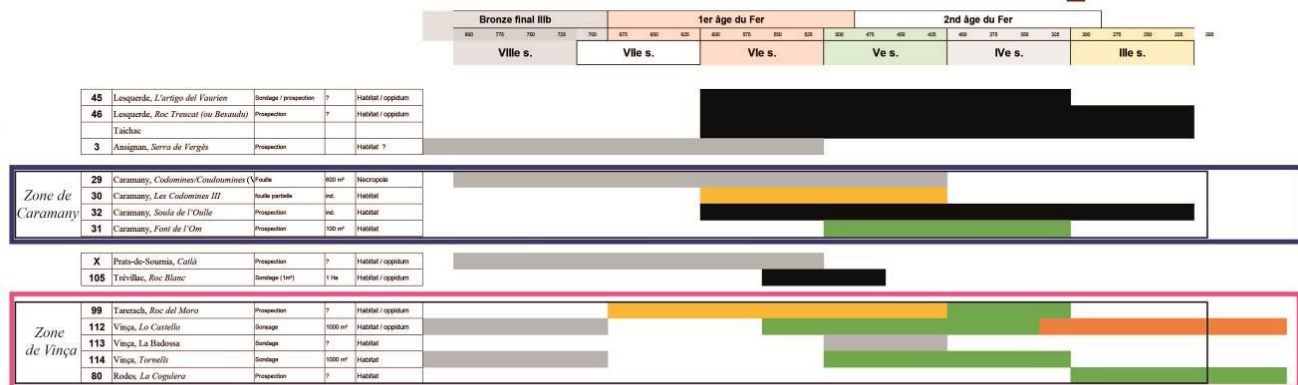 Bronze final IIIb 1er âge du Fer 2nd âge du Fer
800 775 750 725 700 675 650 625 600 575 550 525 500 475 450 425 400 375 350 325 300 275 250 225 200
VIIIe s. VIIe s. VIe s. Ve s. IVe s. IIIe s.
45 Lesquerde, L'artigo del Vaurien Sondage / prospection ? Habitat / oppidum
46 Lesquerde, Roc Treucat (ou Besaudu) Prospection ? Habitat / oppidum
Taichac
3 Ansignan, Serra de Vergès Prospection Habitat ?
Zone de Caramany
29 Caramany, Codomines/Coudoumines (V Fouille 600 m² Necropole
30 Caramany, Les Codomines III fouille partielle ind. Habitat
32 Caramany, Soula de l'Oulle Prospection ind. Habitat
31 Caramany, Font de l'Om Prospection 100 m² Habitat
X Prats-de-Sournia, Catlà Prospection ? Habitat / oppidum
105 Trévillac, Roc Blanc Sondage (1m²) 1 Ha Habitat / oppidum
Zone de Vinça
99 Tarerach, Roc del Moro Prospection ? Habitat / oppidum
112 Vinça, Lo Castello Sonsage 1000 m² Habitat / oppidum
113 Vinça, La Badossa Sondage ? Habitat
114 Vinça, Tornells Sondage 1000 m² Habitat
80 Rodes, La Cogulera Prospection ? Habitat